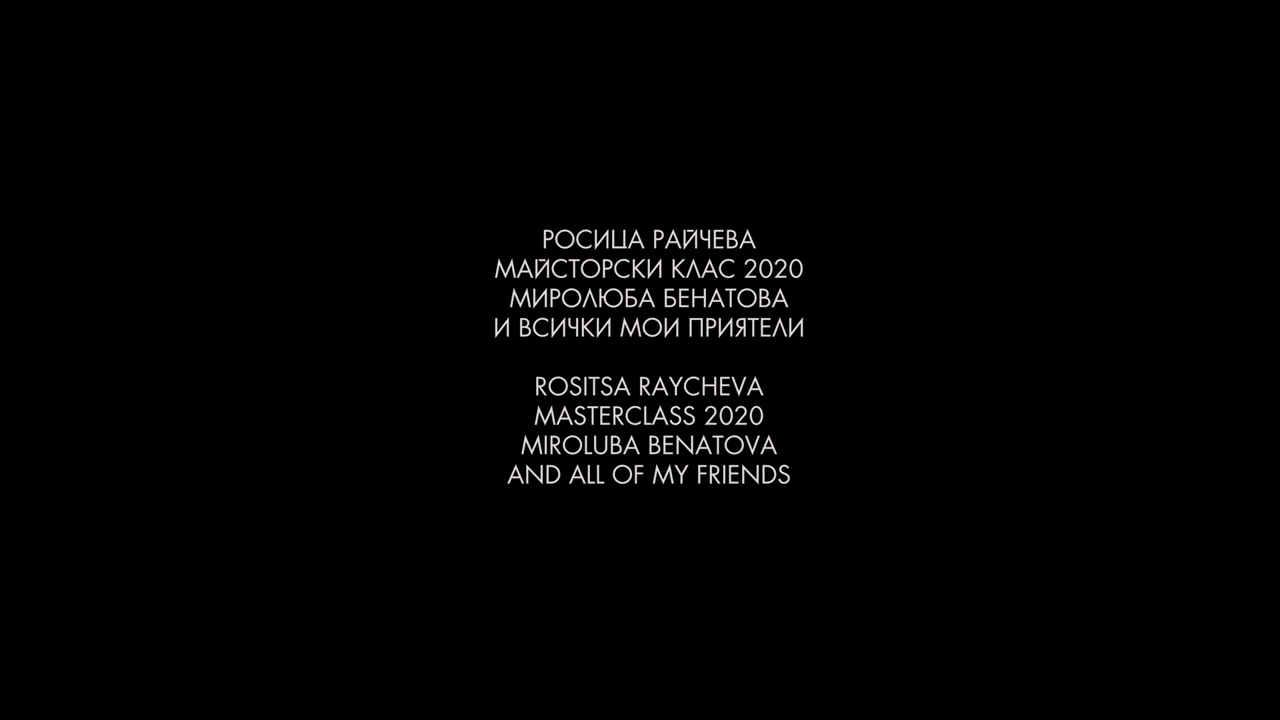 РОСИЦА РАЙЧЕВА
МАЙСТОРСКИ КЛАС 2020
МИРОЛЮБА БЕНАТОВА
И ВСИЧКИ МОИ ПРИЯТЕЛИ
ROSITSA RAYCHEVA
MASTERCLASS 2020
MIROLUBA BENATOVA
AND ALL OF MY FRIENDS